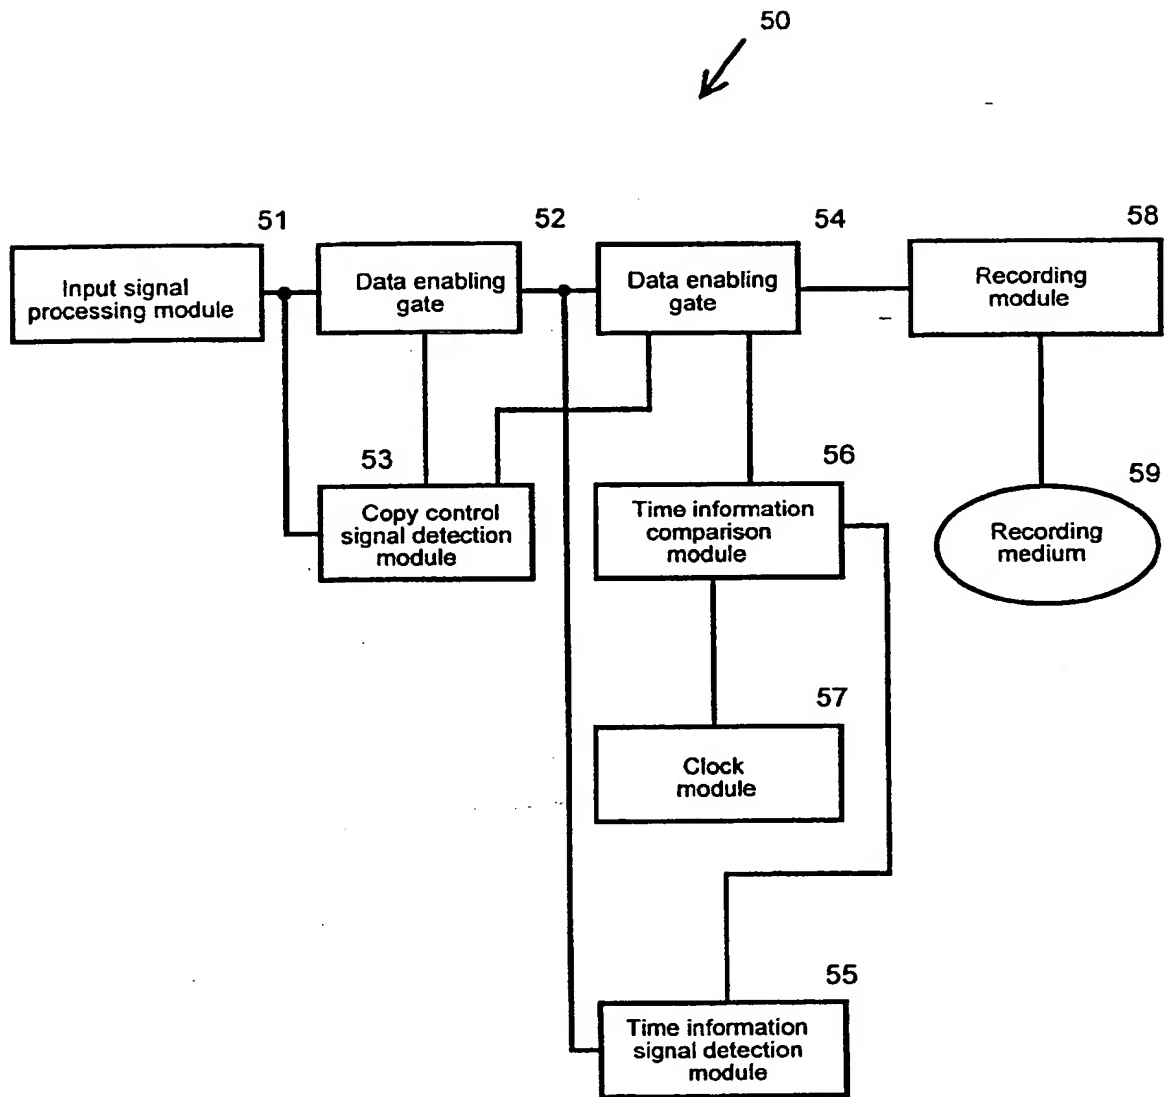 50
51
Input signal
processing module
52
Data enabling
gate
54
Data enabling
gate
58
Recording
module
53
Copy control
signal detection
module
56
Time information
comparison
module
59
Recording
medium
57
Clock
module
55
Time information
signal detection
module